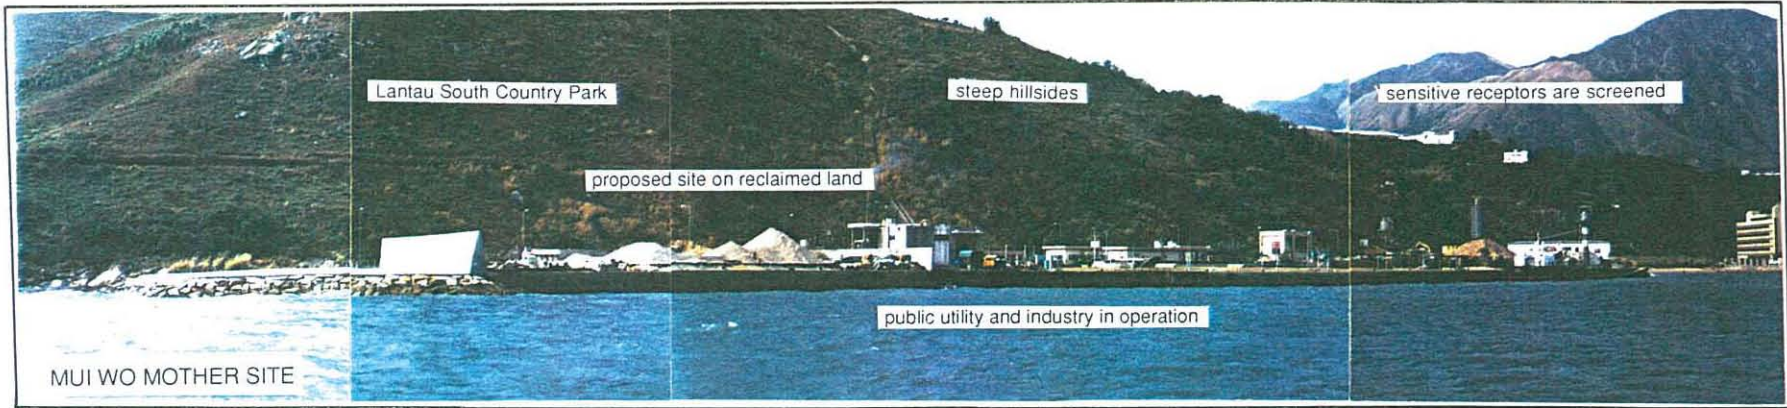 Lantau South Country Park
steep hillsides
sensitive receptors are screened
proposed site on reclaimed land
public utility and industry in operation
MUI WO MOTHER SITE